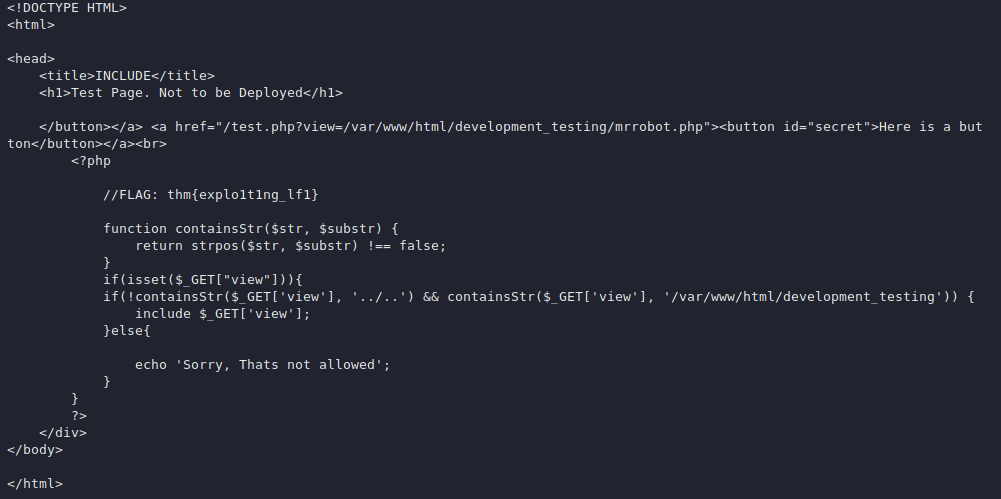 <!DOCTYPE HTML>
<html>

<head>
    <title>INCLUDE</title>
    <h1>Test Page. Not to be Deployed</h1>

    </button></a> <a href="/test.php?view=/var/www/html/development_testing/mrrobot.php"><button id="secret">Here is a but
ton</button></a><br>
        <?php

            //FLAG: thm{explo1t1ng_lf1}

            function containsStr($str, $substr) {
                return strpos($str, $substr) !== false;
            }
            if(isset($_GET["view"])){
            if(!containsStr($_GET['view'], '../..') && containsStr($_GET['view'], '/var/www/html/development_testing')) {
                include $_GET['view'];
            }else{

                echo 'Sorry, Thats not allowed';
            }
        }
        ?>
    </div>
</body>

</html>